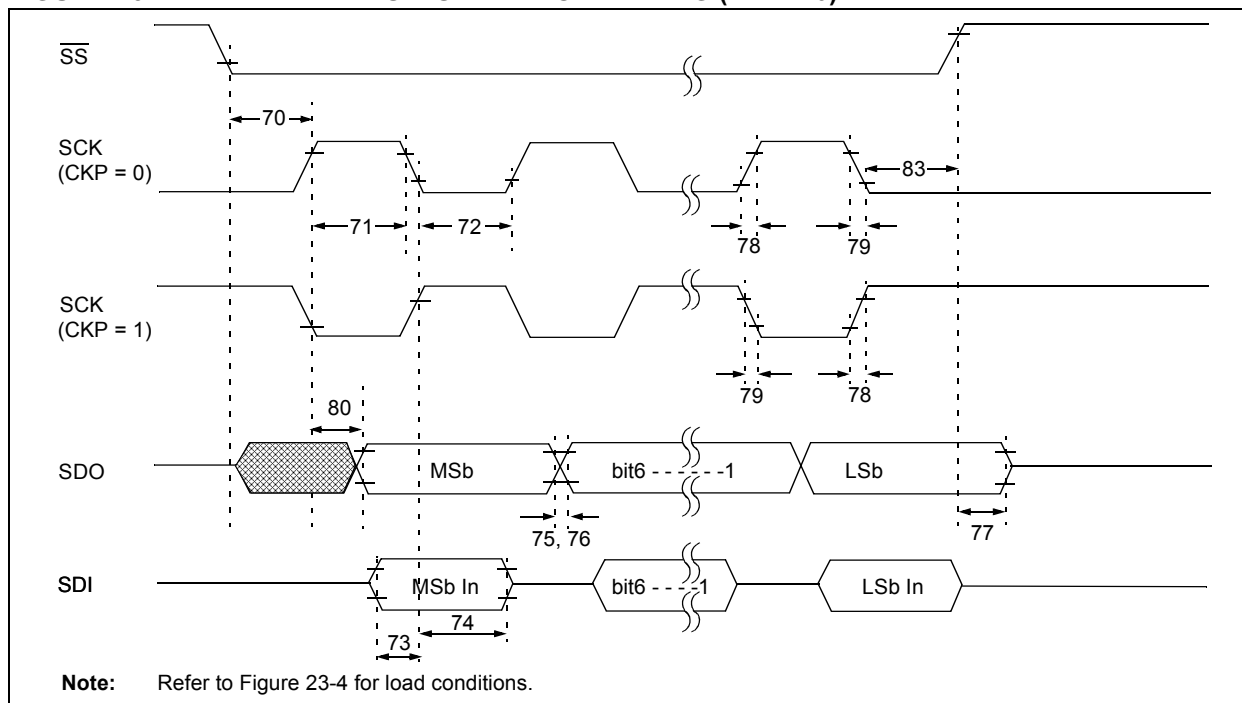 SS
70
SCK
(CKP = 0)
83
71
72
78
79
SCK
(CKP = 1)
79
78
80
SDO
MSb
bit6 - - - - - - -1
LSb
75, 76
77
SDI
MSb In
bit6 - - - -1
LSb In
74
73
Note: Refer to Figure 23-4 for load conditions.